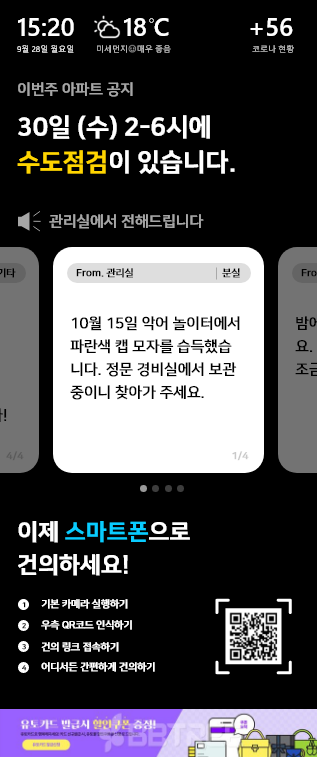 15:20
18℃
+56
9월 28일 월요일
미세먼지☺매우 좋음
코로나 현황
이번주 아파트 공지
30일 (수) 2-6시에
수도점검이 있습니다.
관리실에서 전해드립니다
기타
From. 관리실
분실
Fro
10월 15일 악어 놀이터에서
파란색 캡 모자를 습득했습
니다. 정문 경비실에서 보관
중이니 찾아가 주세요.
밤에
요.
조금
!
4/4
1/4
이제 스마트폰으로
건의하세요!
1 기본 카메라 실행하기
2 우측 QR코드 인식하기
3 건의 링크 접속하기
4 어디서든 간편하게 건의하기
유토카드 발급시 할인쿠폰 증정!